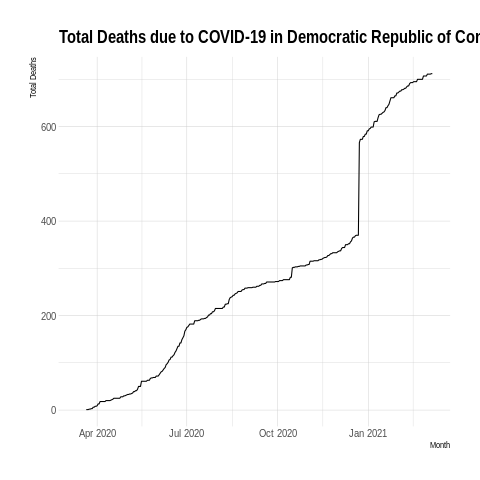 Total Deaths due to COVID-19 in Democratic Republic of Cor
Total Deaths
600
400
200
0
Apr 2020
Jul 2020
Oct 2020
Jan 2021
Month